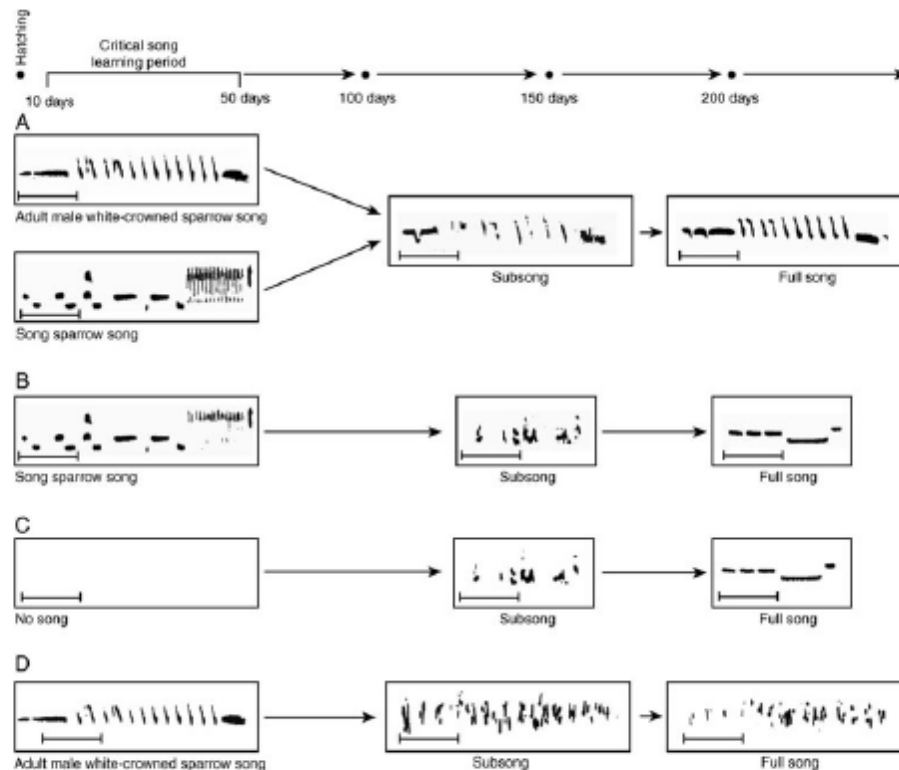 Hatching
Critical song
learning period
10 days
50 days
100 days
150 days
200 days
A
Adult male white-crowned sparrow song
Subsong
Full song
Song sparrow song
B
Song sparrow song
Subsong
Full song
C
No song
Subsong
Full song
D
Adult male white-crowned sparrow song
Subsong
Full song